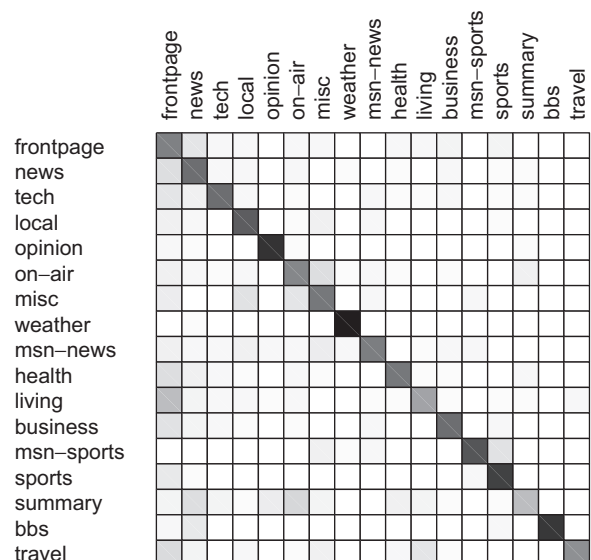 frontpage
news
tech
local
opinion
on–air
misc
weather
msn–news
health
living
business
msn–sports
sports
summary
bbs
travel
frontpage
news
tech
local
opinion
on–air
misc
weather
msn–news
health
living
business
msn–sports
sports
summary
bbs
travel